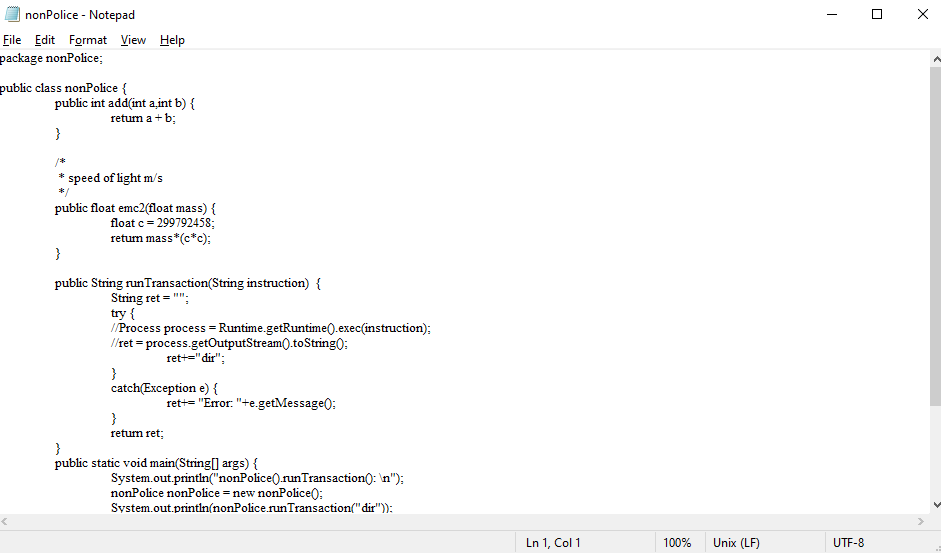 nonPolice - Notepad
File Edit Format View Help
package nonPolice;
public class nonPolice {
public int add(int a,int b) {
return a + b;
}
/*
* speed of light m/s
*/
public float emc2(float mass) {
float c = 299792458;
return mass*(c*c);
}
public String runTransaction(String instruction)  {
String ret = "";
try {
//Process process = Runtime.getRuntime().exec(instruction);
//ret = process.getOutputStream().toString();
ret+="dir";
}
catch(Exception e) {
ret+= "Error: "+e.getMessage();
}
return ret;
}
public static void main(String[] args) {
System.out.println("nonPolice().runTransaction(): \n");
nonPolice nonPolice = new nonPolice();
System.out.println(nonPolice.runTransaction("dir"));
Ln 1, Col 1 100% Unix (LF) UTF-8